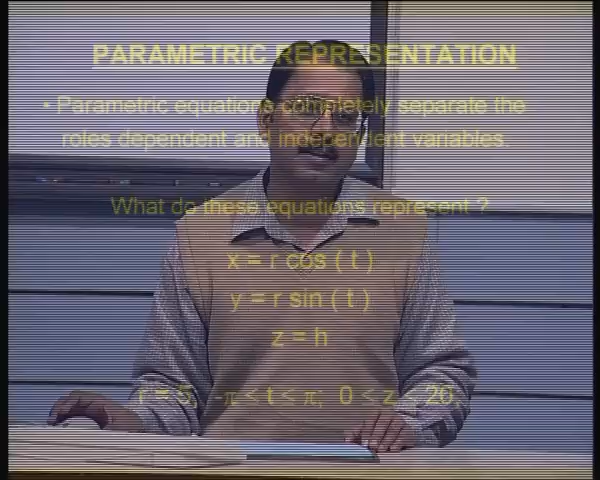 PARAMETRIC REPRESENTATION
• Parametric equations completely separate the
roles dependent and independent variables.
What do these equations represent ?
x = r cos ( t )
y = r sin ( t )
z = h
r = 5; -π ≤ t ≤ π; 0 ≤ z ≤ 20;